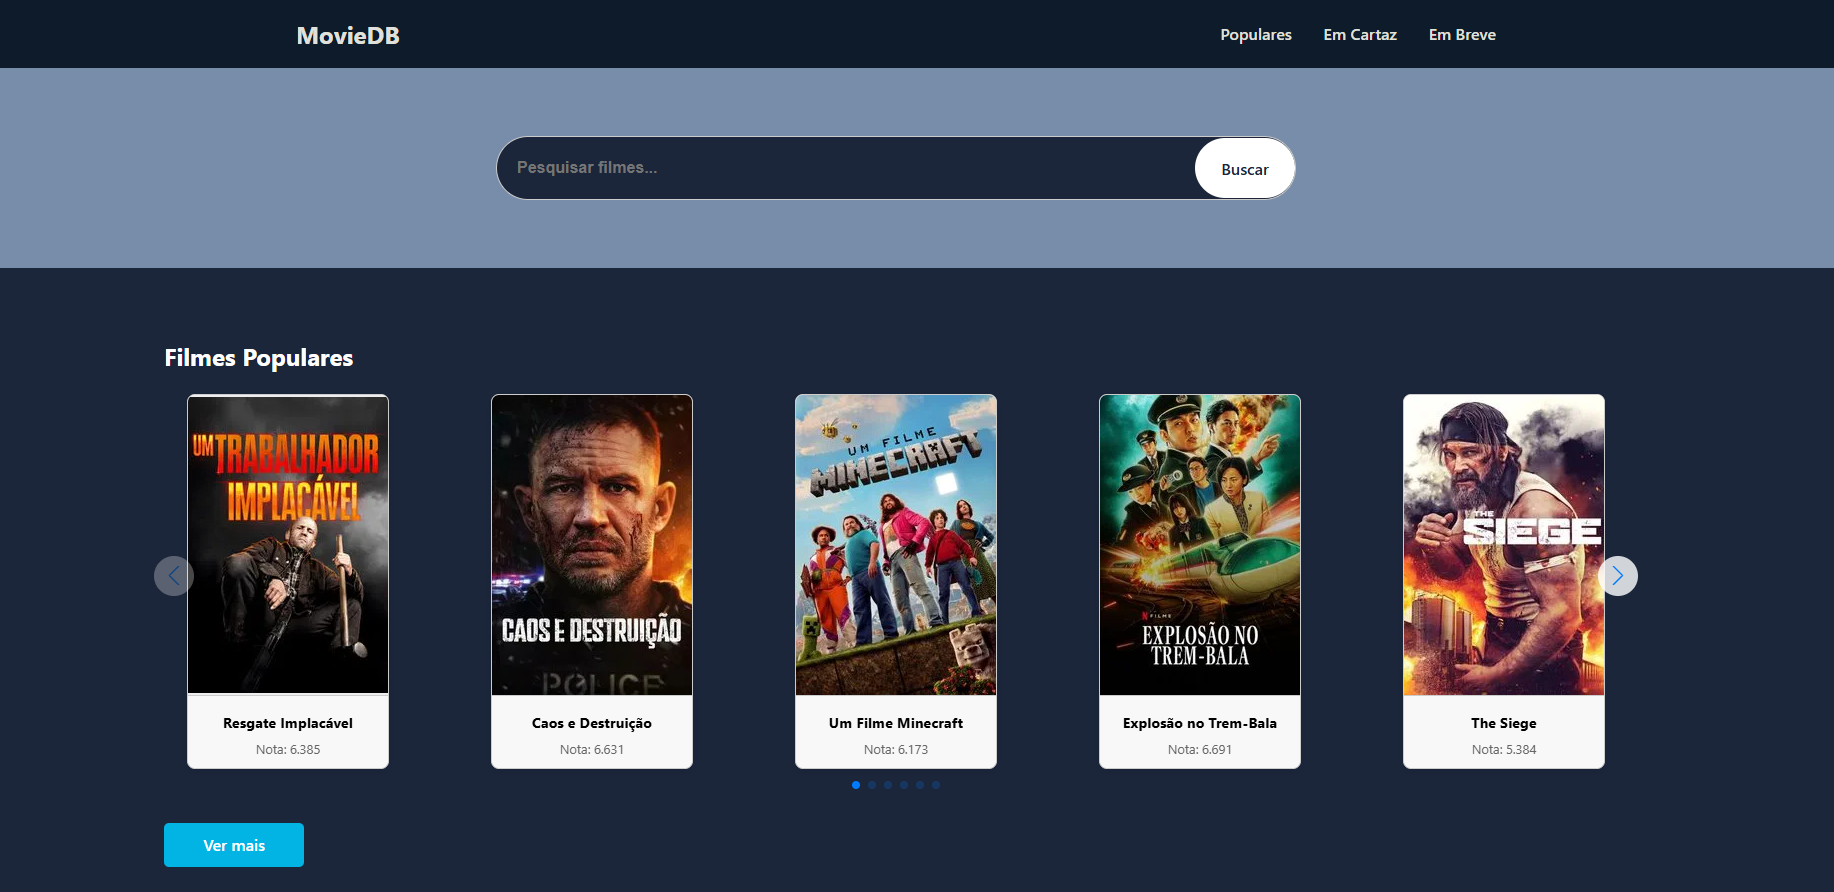 MovieDB
Populares
Em Cartaz
Em Breve
Pesquisar filmes...
Buscar
Filmes Populares
UM TRABALHADOR
IMPLACÁVEL
CAOS E DESTRUIÇÃO
POLICE
UM FILME
MINECRAFT
N FILME
EXPLOSÃO NO
TREM-BALA
THE
SIEGE
Resgate Implacável
Nota: 6.385
Caos e Destruição
Nota: 6.631
Um Filme Minecraft
Nota: 6.173
Explosão no Trem-Bala
Nota: 6.691
The Siege
Nota: 5.384
Ver mais